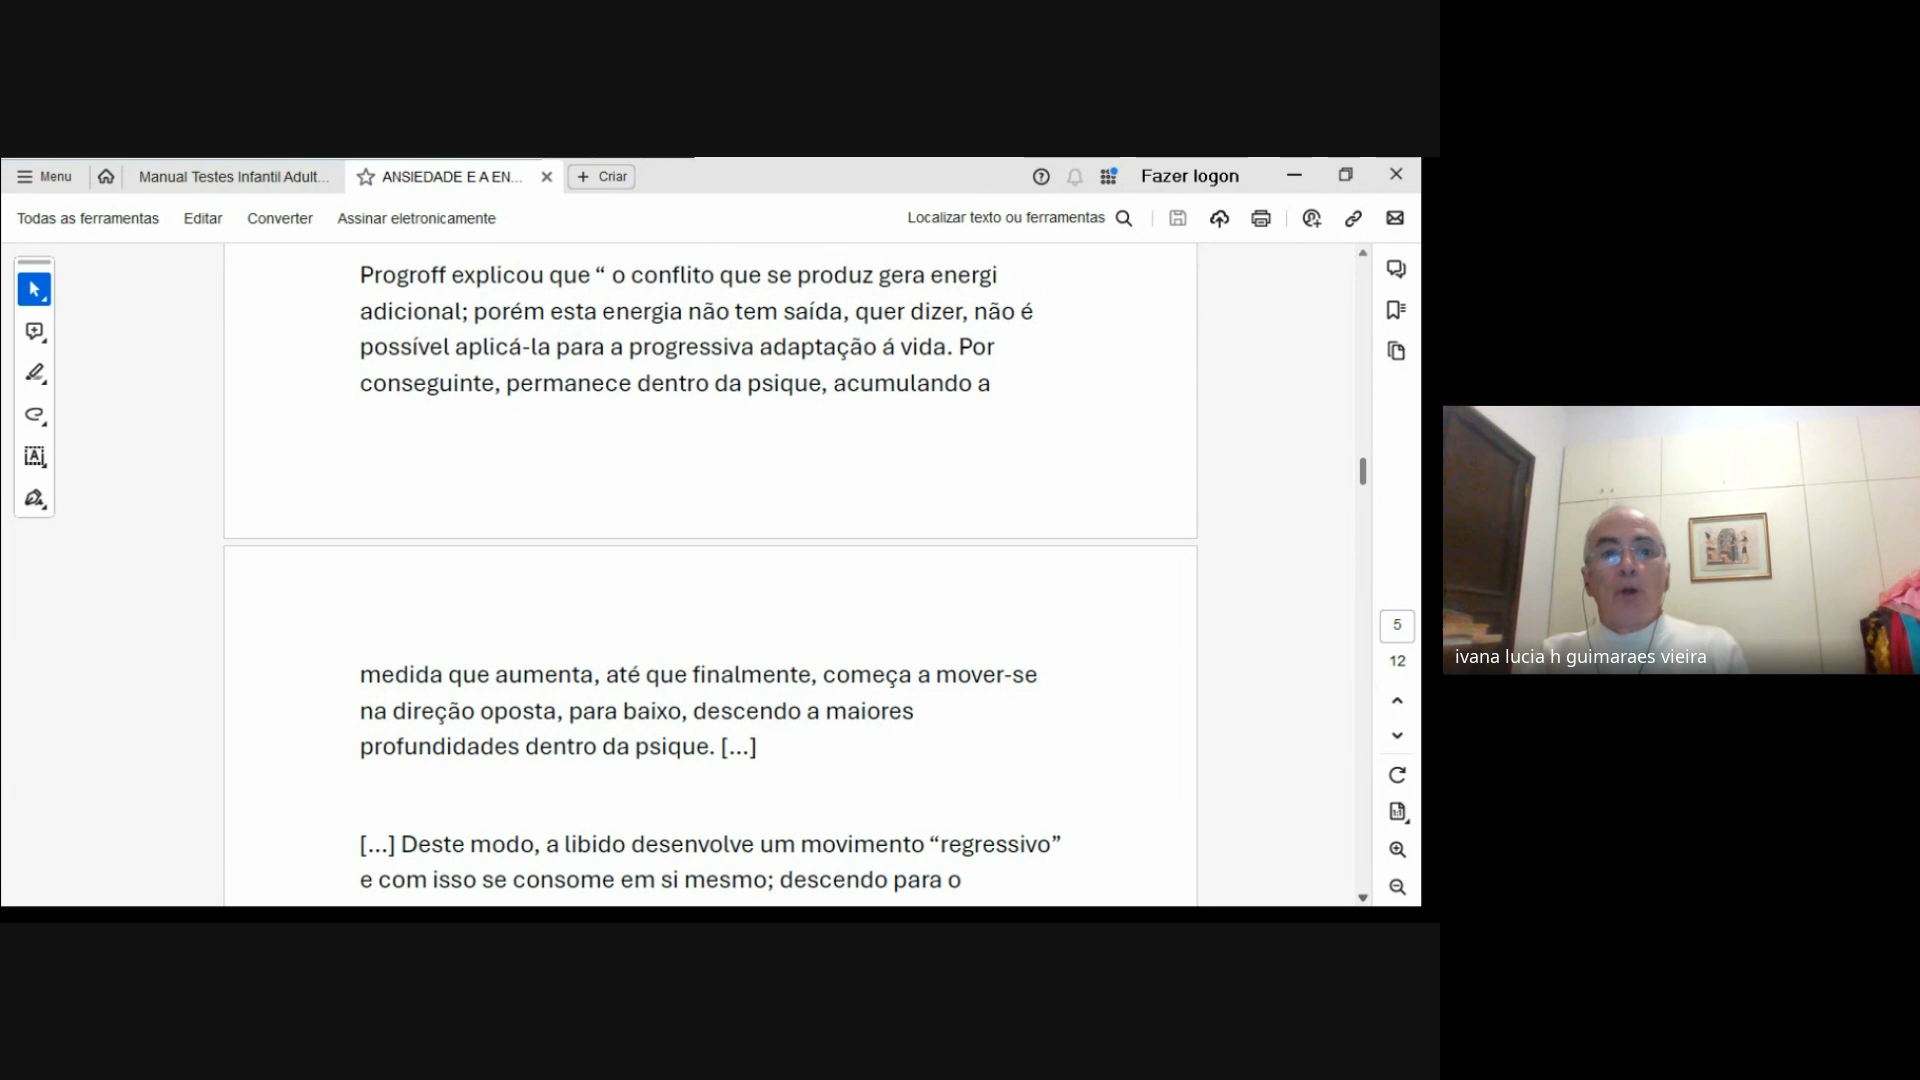 Menu
Manual Testes Infantil Adult...
ANSIEDADE E A EN...
Criar
Fazer logon
Todas as ferramentas
Editar
Converter
Assinar eletronicamente
Localizar texto ou ferramentas
Progroff explicou que “ o conflito que se produz gera energi
adicional; porém esta energia não tem saída, quer dizer, não é
possível aplicá-la para a progressiva adaptação á vida. Por
conseguinte, permanece dentro da psique, acumulando a
medida que aumenta, até que finalmente, começa a mover-se
na direção oposta, para baixo, descendo a maiores
profundidades dentro da psique. [...]
[...] Deste modo, a libido desenvolve um movimento “regressivo”
e com isso se consome em si mesmo; descendo para o
5
12
ivana lucia h guimaraes vieira